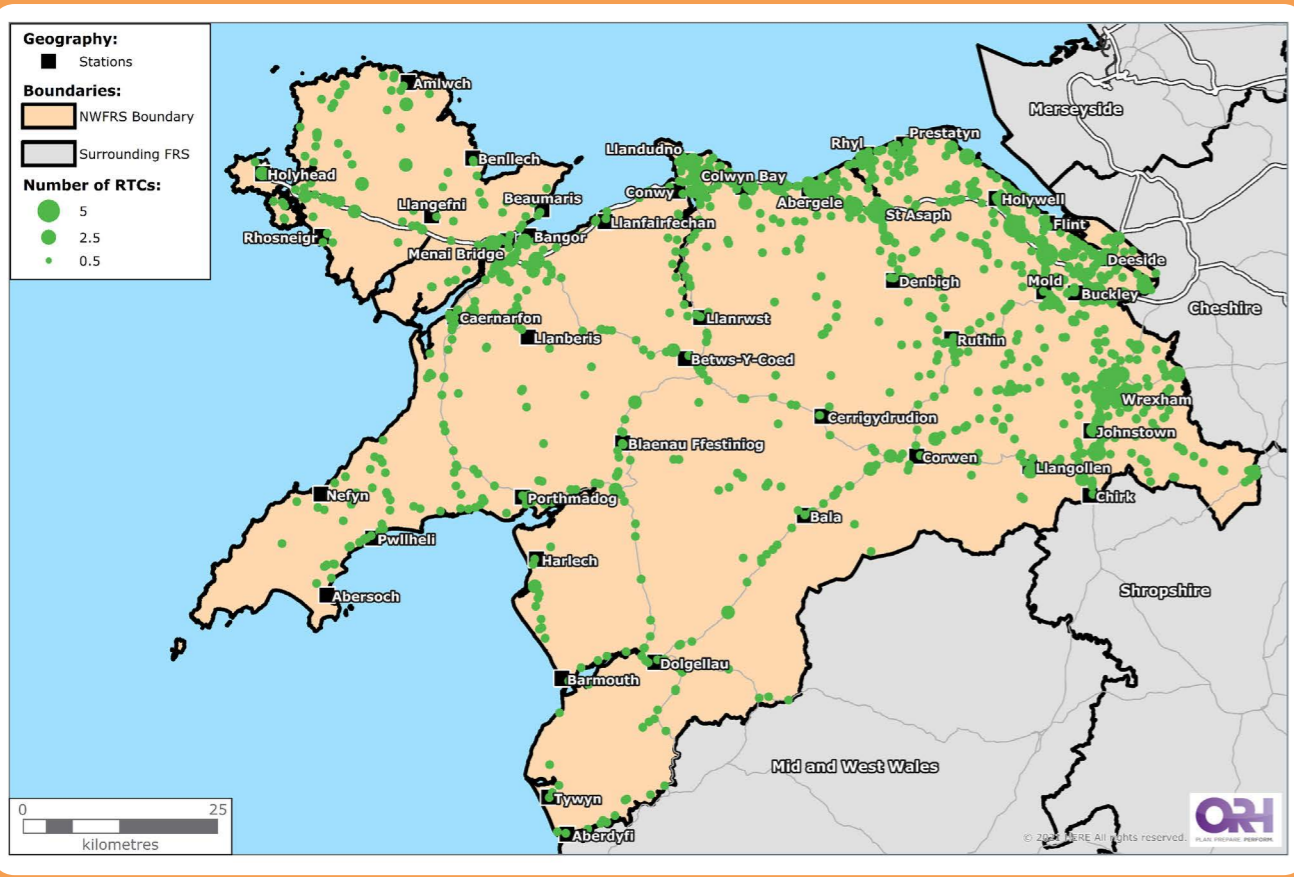 Geography:
Stations
Boundaries:
NWFRS Boundary
Surrounding FRS
Number of RTCs:
5
2.5
0.5
Amlwch
Merseyside
Prestatyn
Rhyl
Llandudno
Benllech
Holyhead
Colwyn Bay
Conwy
Beaumaris
Llangefni
Abergele
Holywell
St Asaph
Llanfairfechan
Flint
Rhosneigr
Bangor
Menai Bridge
Deeside
Denbigh
Mold
Buckley
Cheshire
Caernarfon
Llanrwst
Llanberis
Ruthin
Betws-Y-Coed
Wrexham
Cerrigydrudion
Johnstown
Blaenau Ffestiniog
Corwen
Llangollen
Nefyn
Porthmadog
Chirk
Bala
Pwllheli
Harlech
Shropshire
Abersoch
Dolgellau
Barmouth
Mid and West Wales
Tywyn
Aberdyfi
0 25
kilometres
HERE All rights reserved.
ORH
PLAN. PREPARE. PERFORM.